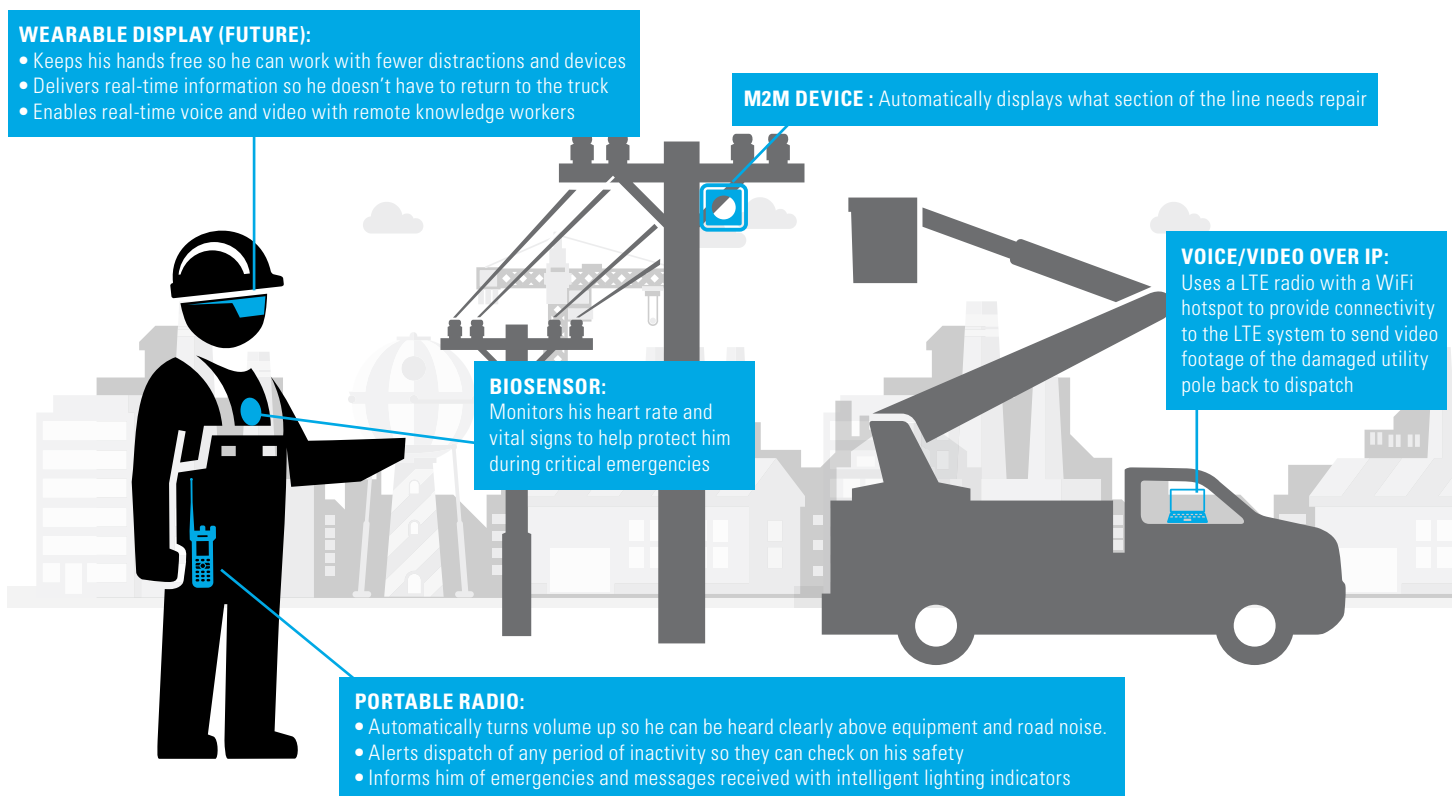 WEARABLE DISPLAY (FUTURE):
• Keeps his hands free so he can work with fewer distractions and devices
• Delivers real-time information so he doesn't have to return to the truck
• Enables real-time voice and video with remote knowledge workers
M2M DEVICE : Automatically displays what section of the line needs repair
VOICE/VIDEO OVER IP:
Uses a LTE radio with a WiFi
hotspot to provide connectivity
to the LTE system to send video
footage of the damaged utility
pole back to dispatch
BIOSENSOR:
Monitors his heart rate and
vital signs to help protect him
during critical emergencies
PORTABLE RADIO:
• Automatically turns volume up so he can be heard clearly above equipment and road noise.
• Alerts dispatch of any period of inactivity so they can check on his safety
• Informs him of emergencies and messages received with intelligent lighting indicators